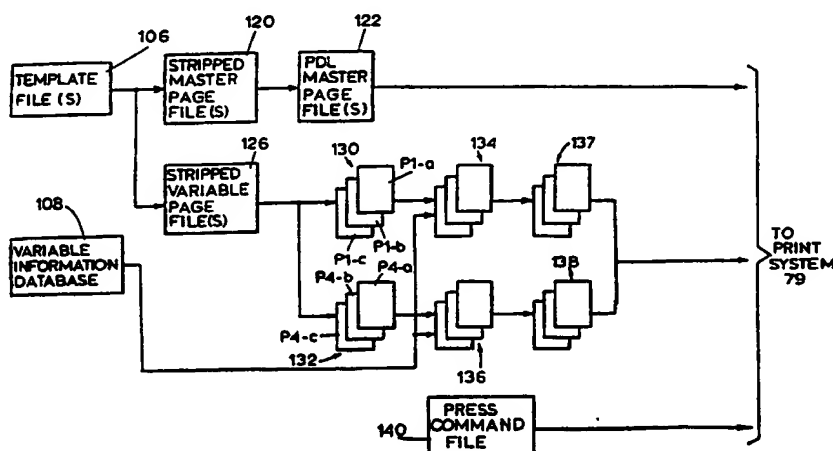 106
120
122
TEMPLATE
FILE(S)
STRIPPED
MASTER
PAGE
FILE(S)
PDL
MASTER
PAGE
FILE(S)
126
130
P1-a
134
137
108
STRIPPED
VARIABLE
PAGE
FILE(S)
VARIABLE
INFORMATION
DATABASE
P1-b
P1-c
P4-b
P4-a
138
TO
PRINT
SYSTEM
79
P4-c
132
136
140
PRESS
COMMAND
FILE